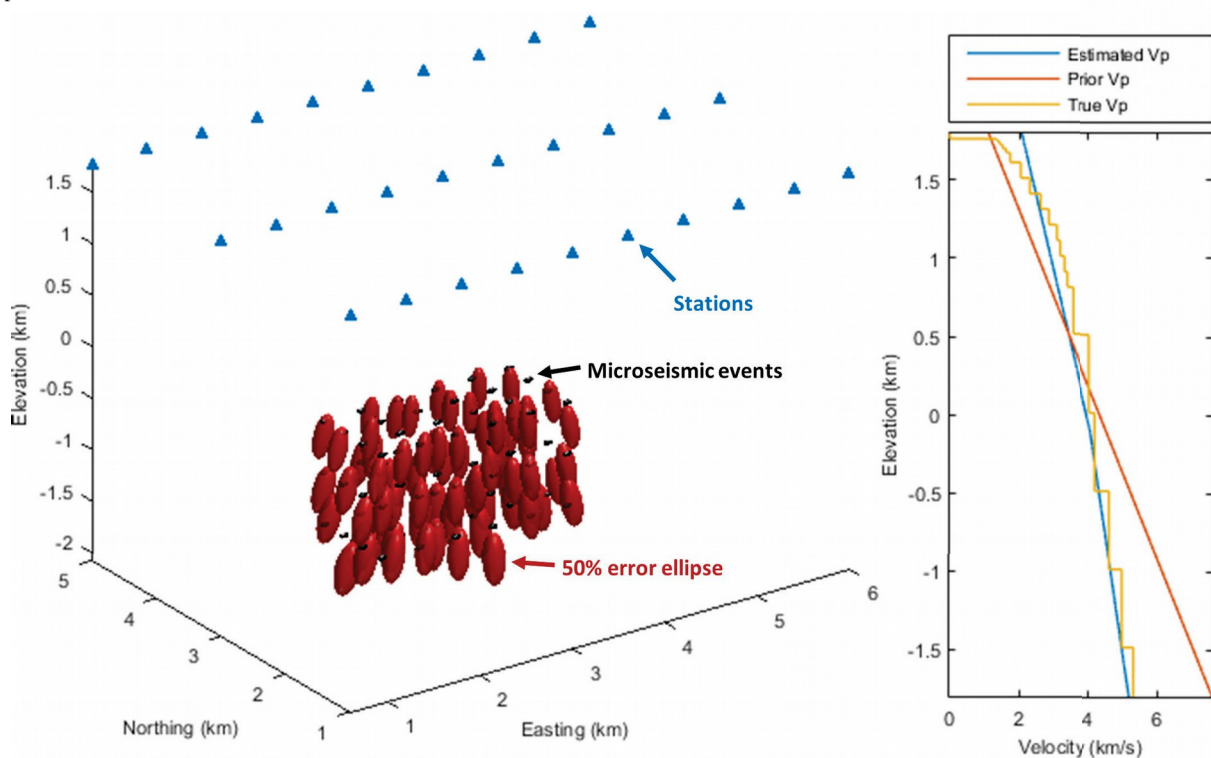 Estimated Vp
Prior Vp
True Vp
Stations
Microseismic events
50% error ellipse
Elevation (km)
1.5
1
0.5
0
-0.5
-1
-1.5
-2
5
4
3
2
1
Northing (km)
1
2
3
4
5
6
Easting (km)
Elevation (km)
1.5
1
0.5
0
-0.5
-1
-1.5
0
2
4
6
Velocity (km/s)